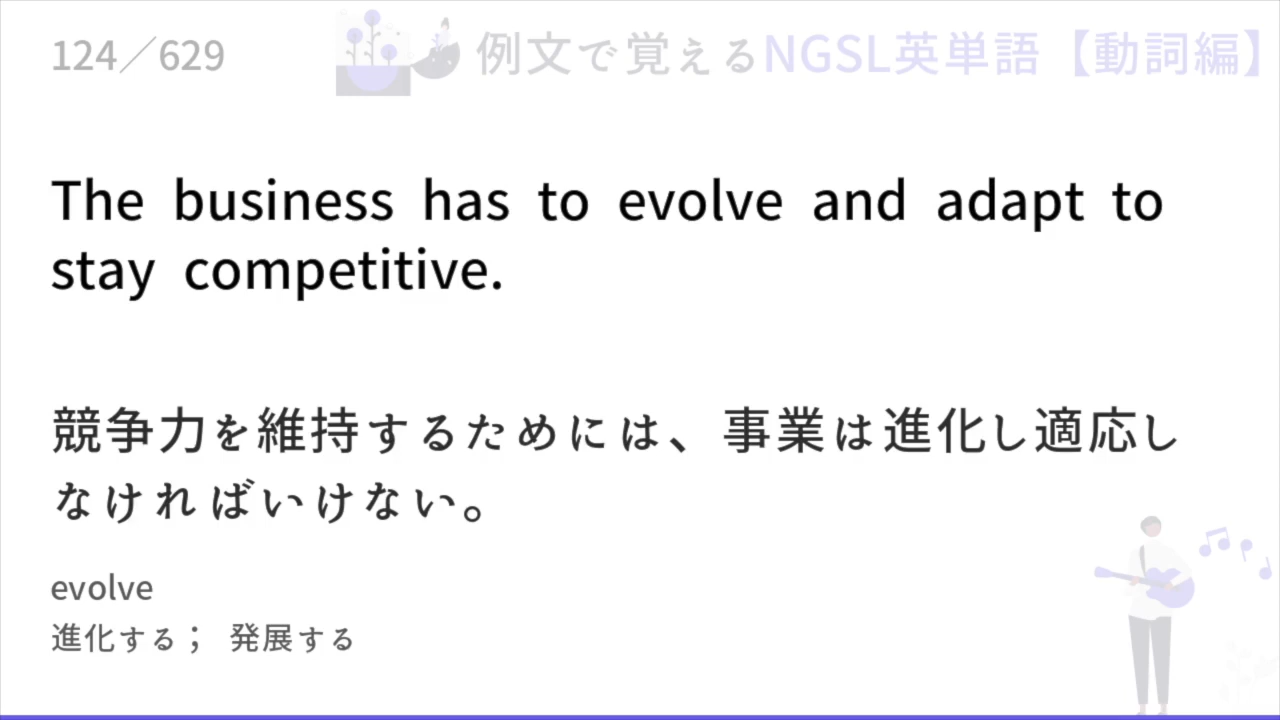 124／629
例文で覚えるNGSL英単語【動詞編】
The business has to evolve and adapt to
stay competitive.
競争力を維持するためには、事業は進化し適応し
なければいけない。
evolve
進化する； 発展する